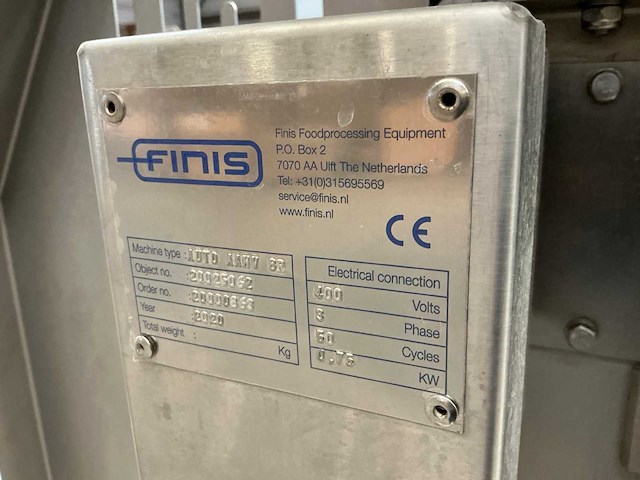 FINIS
Finis Foodprocessing Equipment
P.O. Box 2
7070 AA Ulft The Netherlands
Tel: +31(0)315695569
service@finis.nl
www.finis.nl
CE
Machine type : AUTO
Object no. : 20025062
Order no. :
Year : 2020
Total weight : Kg
Electrical connection
400 Volts
3 Phase
50 Cycles
0.75 KW